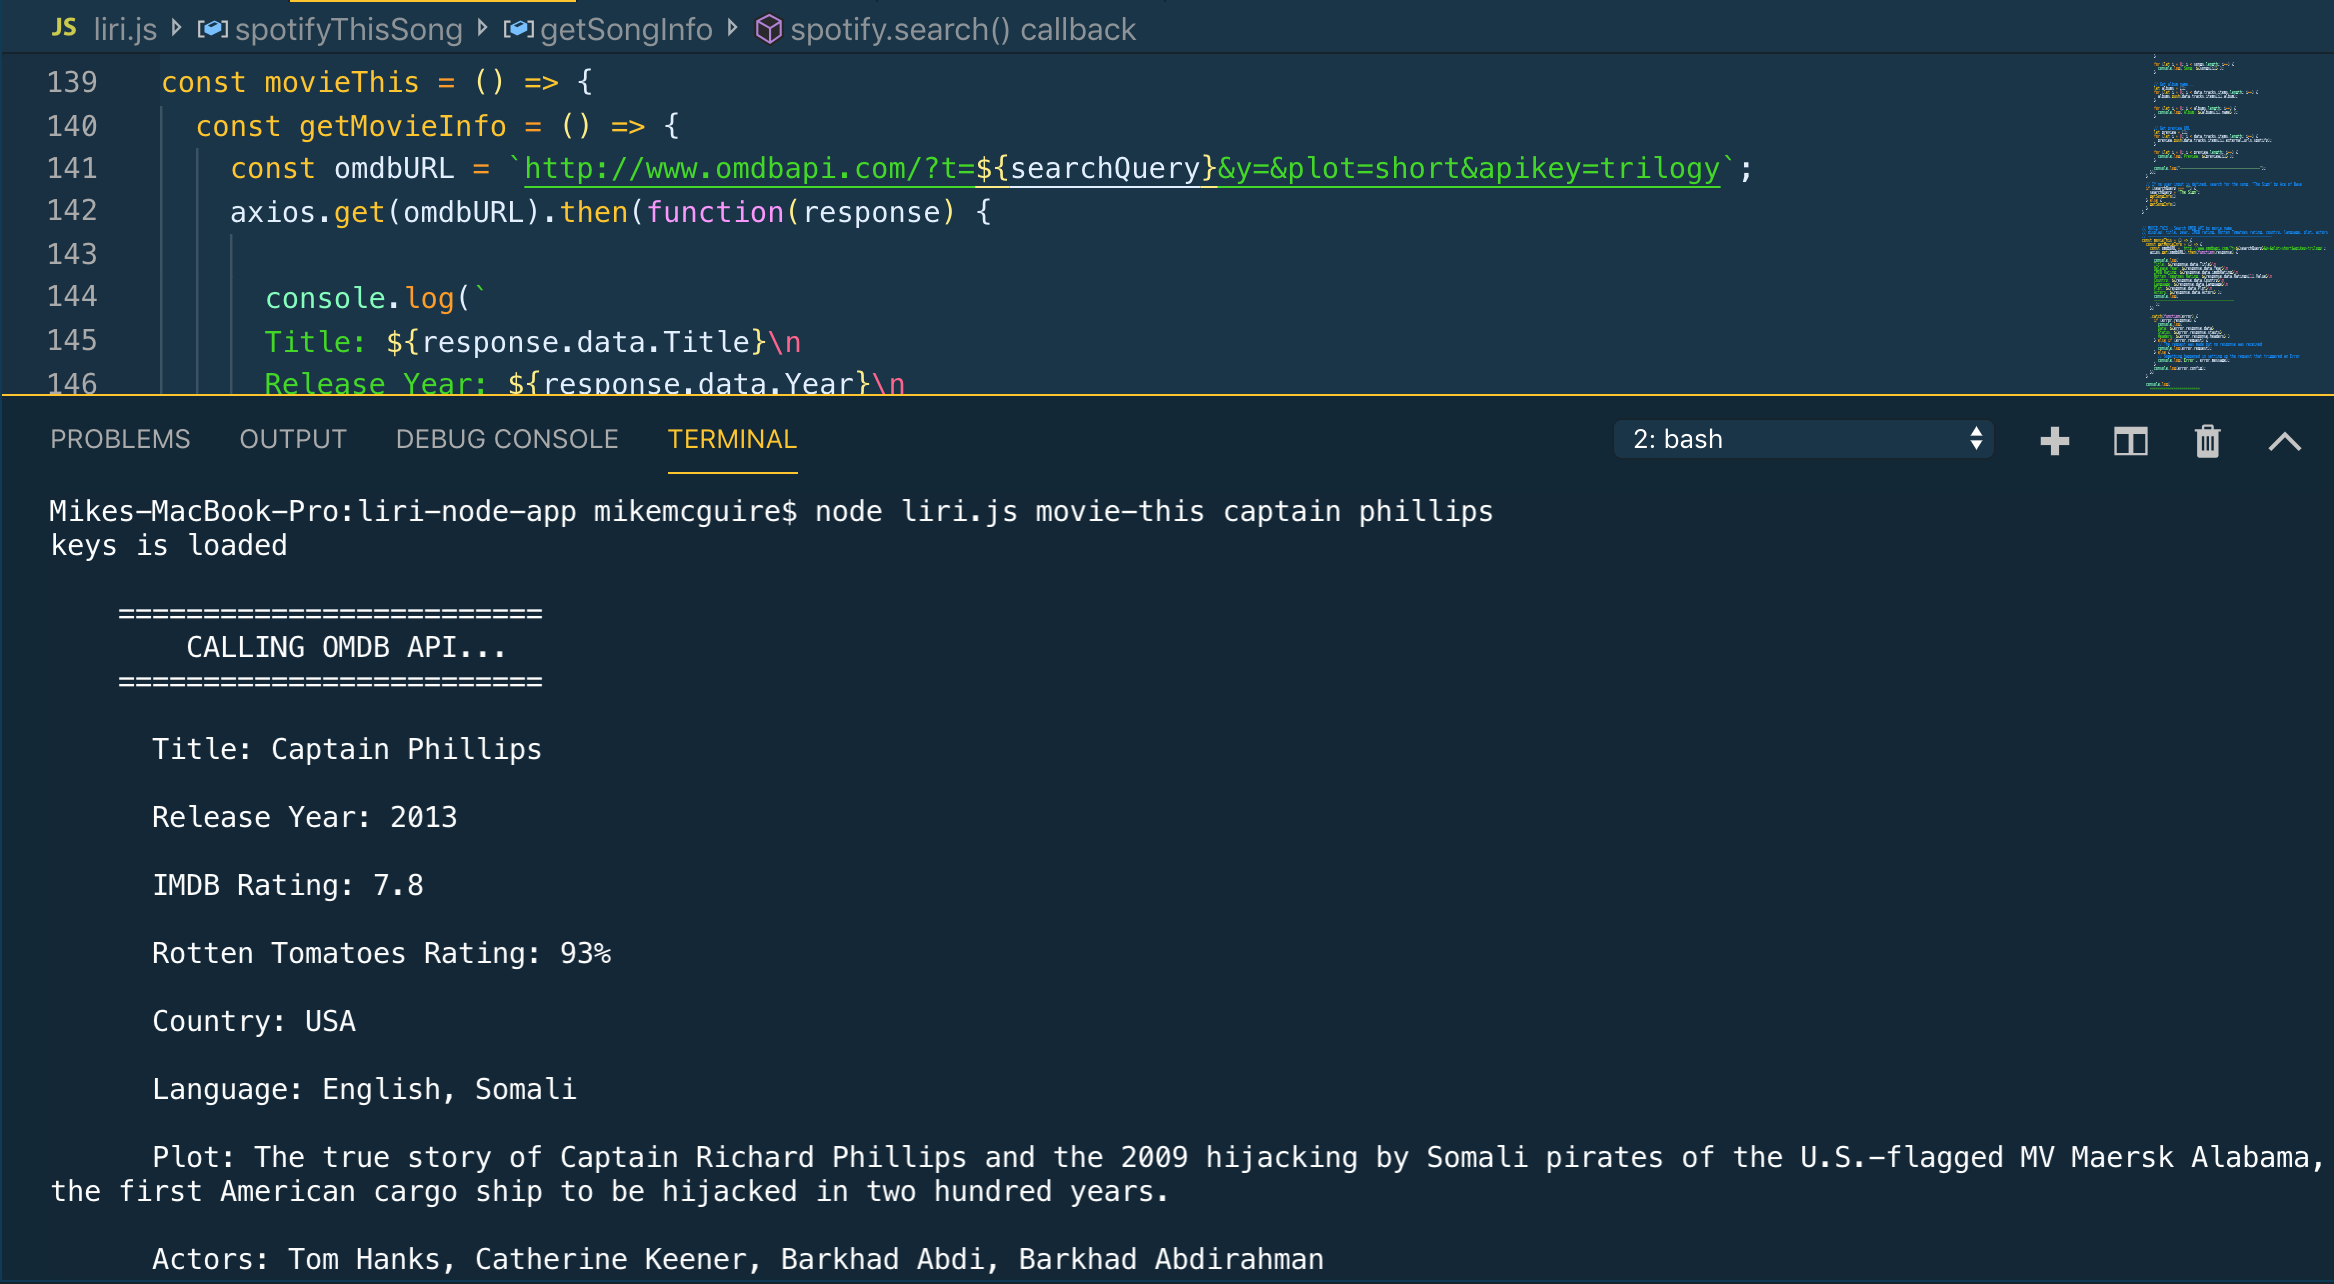 JS liri.js spotifyThisSong getSongInfo spotify.search() callback
139 const movieThis = () => {
140 const getMovieInfo = () => {
141 const omdbURL = `http://www.omdbapi.com/?t=${searchQuery}&y=&plot=short&apikey=trilogy`;
142 axios.get(omdbURL).then(function(response) {
143
144 console.log(`
145 Title: ${response.data.Title}\n
146 Release Year: ${response.data.Year}\n
PROBLEMS OUTPUT DEBUG CONSOLE TERMINAL 2: bash
Mikes-MacBook-Pro:liri-node-app mikemcguire$ node liri.js movie-this captain phillips
keys is loaded
=========================
CALLING OMDB API...
=========================
Title: Captain Phillips
Release Year: 2013
IMDB Rating: 7.8
Rotten Tomatoes Rating: 93%
Country: USA
Language: English, Somali
Plot: The true story of Captain Richard Phillips and the 2009 hijacking by Somali pirates of the U.S.-flagged MV Maersk Alabama,
the first American cargo ship to be hijacked in two hundred years.
Actors: Tom Hanks, Catherine Keener, Barkhad Abdi, Barkhad Abdirahman